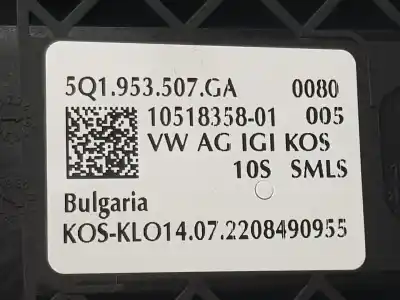 5Q1.953.507.GA 0080
10518358-01 005
VW AG IGI KOS
10S SMLS
Bulgaria
KOS-KLO14.07.2208490955